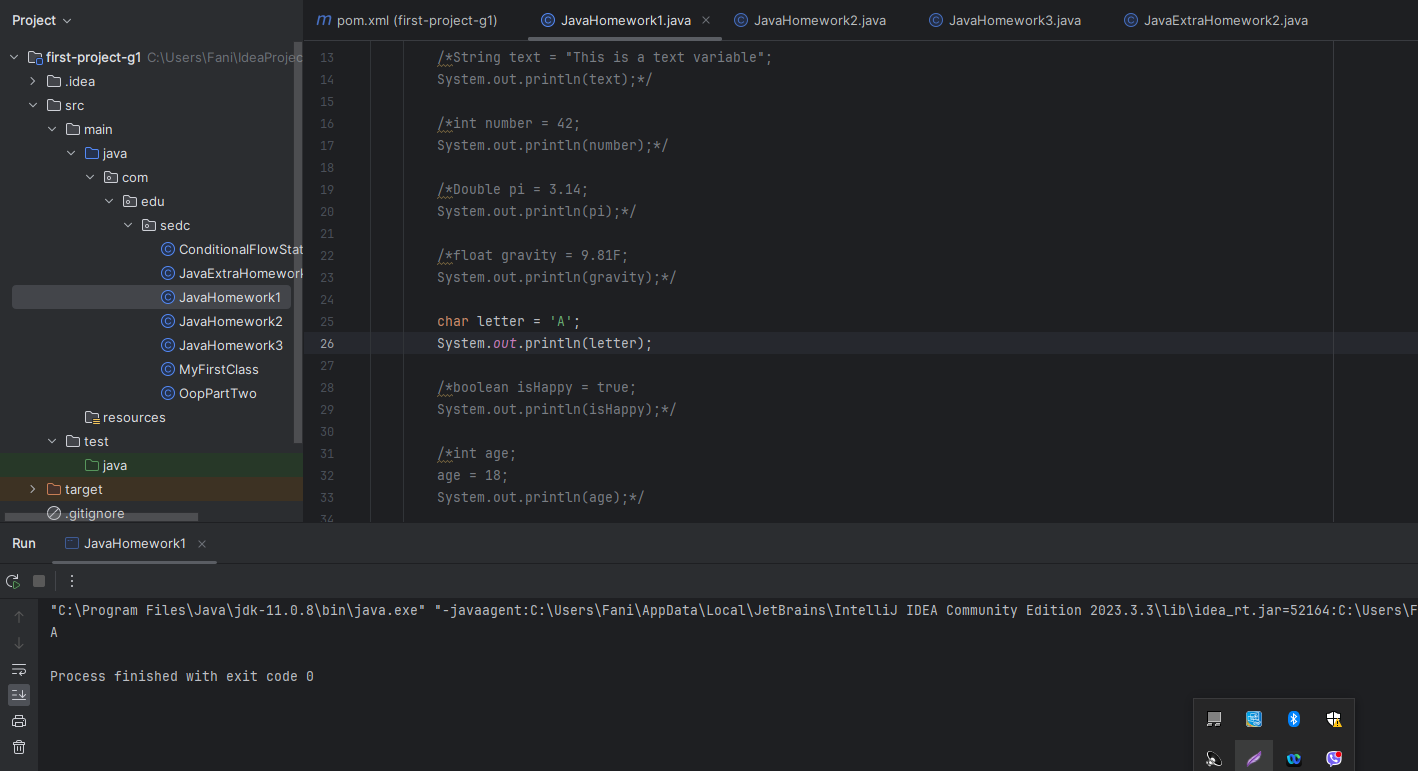 Project
pom.xml (first-project-g1)
JavaHomework1.java
JavaHomework2.java
JavaHomework3.java
JavaExtraHomework2.java
first-project-g1 C:\Users\Fani\IdeaProjec
.idea
src
main
java
com
edu
sedc
ConditionalFlowStat
JavaExtraHomework
JavaHomework1
JavaHomework2
JavaHomework3
MyFirstClass
OopPartTwo
resources
test
java
target
.gitignore
13 /*String text = "This is a text variable";
14 System.out.println(text);*/
15
16 /*int number = 42;
17 System.out.println(number);*/
18
19 /*Double pi = 3.14;
20 System.out.println(pi);*/
21
22 /*float gravity = 9.81F;
23 System.out.println(gravity);*/
24
25 char letter = 'A';
26 System.out.println(letter);
27
28 /*boolean isHappy = true;
29 System.out.println(isHappy);*/
30
31 /*int age;
32 age = 18;
33 System.out.println(age);*/
34
Run JavaHomework1
"C:\Program Files\Java\jdk-11.0.8\bin\java.exe" "-javaagent:C:\Users\Fani\AppData\Local\JetBrains\IntelliJ IDEA Community Edition 2023.3.3\lib\idea_rt.jar=52164:C:\Users\F
A
Process finished with exit code 0